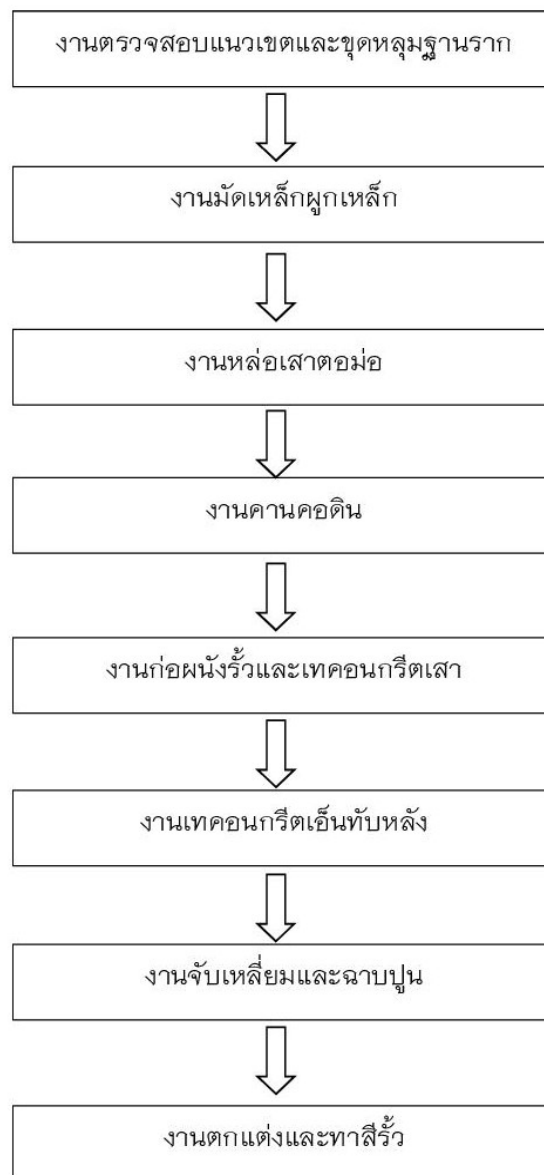 งานตรวจสอบแนวเขตและขุดหลุมฐานราก
งานมัดเหล็กผูกเหล็ก
งานหล่อเสาตอม่อ
งานคานคอดิน
งานก่อผนังรั้วและเทคอนกรีตเสา
งานเทคอนกรีตเอ็นทับหลัง
งานจับเหลี่ยมและฉาบปูน
งานตกแต่งและทาสีรั้ว